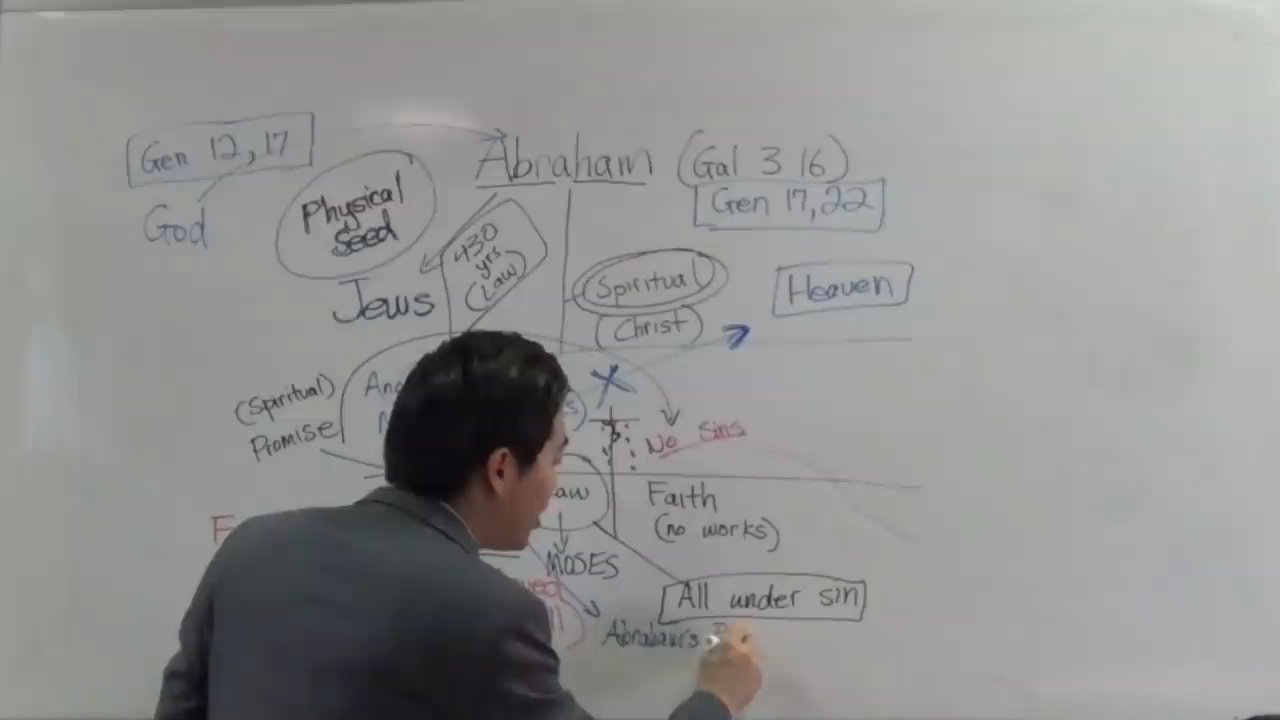 Gen 12, 17
God
Abraham (Gal 3 16)
Gen 17, 22
Physical
Seed
430
yrs
(Law)
Jews
(Spiritual)
(Christ)
Heaven
(Spiritual)
Promise
X
No sins
Faith
(no works)
MOSES
All under sin
Abraham's